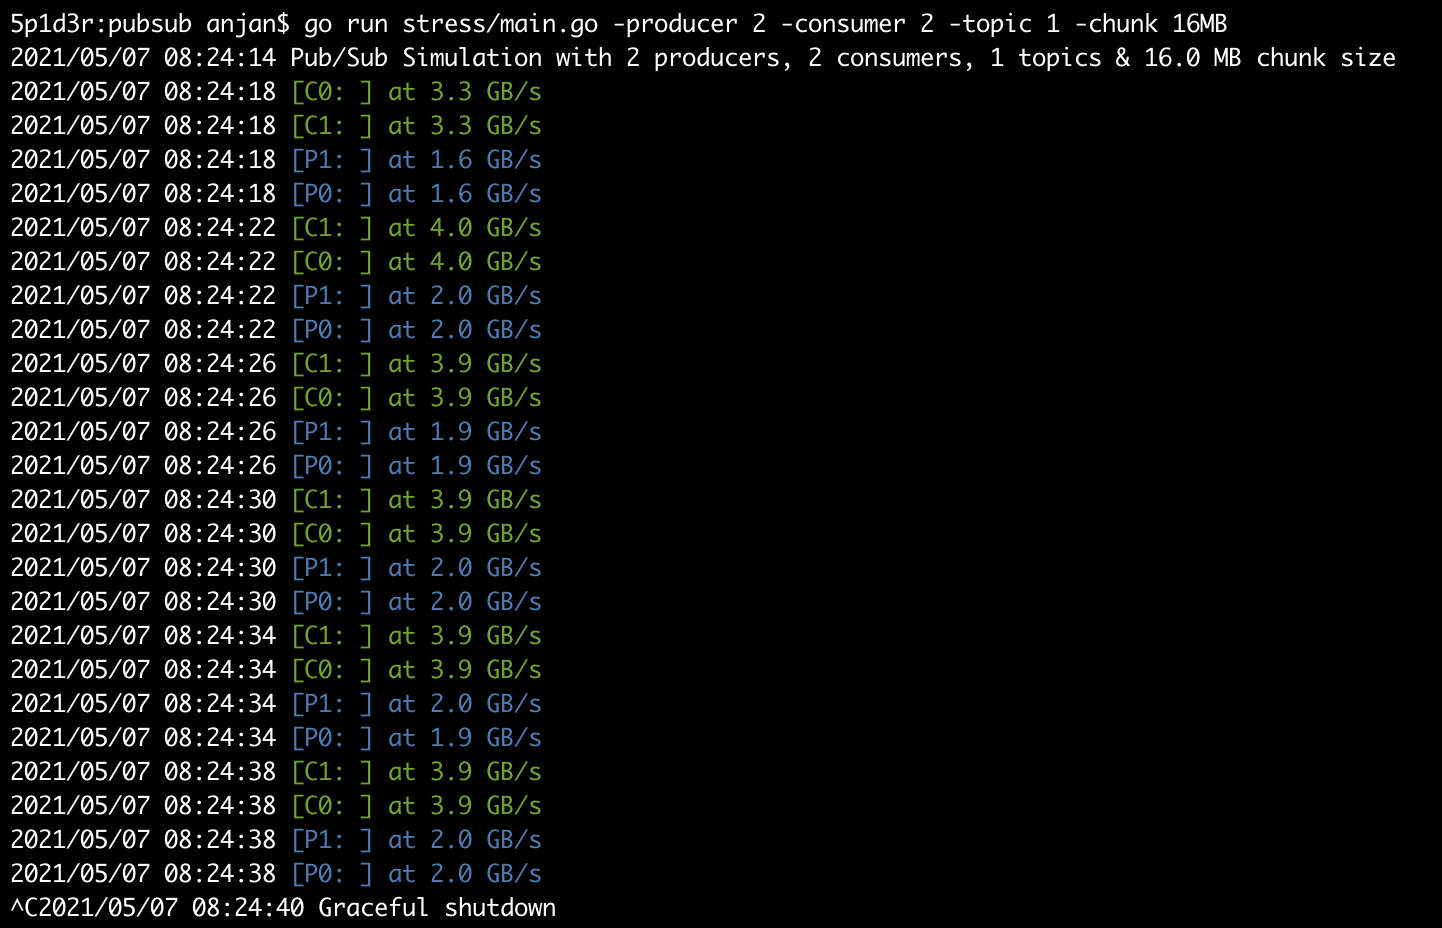 5p1d3r:pubsub anjan$ go run stress/main.go -producer 2 -consumer 2 -topic 1 -chunk 16MB
2021/05/07 08:24:14 Pub/Sub Simulation with 2 producers, 2 consumers, 1 topics & 16.0 MB chunk size
2021/05/07 08:24:18 [C0: ] at 3.3 GB/s
2021/05/07 08:24:18 [C1: ] at 3.3 GB/s
2021/05/07 08:24:18 [P1: ] at 1.6 GB/s
2021/05/07 08:24:18 [P0: ] at 1.6 GB/s
2021/05/07 08:24:22 [C1: ] at 4.0 GB/s
2021/05/07 08:24:22 [C0: ] at 4.0 GB/s
2021/05/07 08:24:22 [P1: ] at 2.0 GB/s
2021/05/07 08:24:22 [P0: ] at 2.0 GB/s
2021/05/07 08:24:26 [C1: ] at 3.9 GB/s
2021/05/07 08:24:26 [C0: ] at 3.9 GB/s
2021/05/07 08:24:26 [P1: ] at 1.9 GB/s
2021/05/07 08:24:26 [P0: ] at 1.9 GB/s
2021/05/07 08:24:30 [C1: ] at 3.9 GB/s
2021/05/07 08:24:30 [C0: ] at 3.9 GB/s
2021/05/07 08:24:30 [P1: ] at 2.0 GB/s
2021/05/07 08:24:30 [P0: ] at 2.0 GB/s
2021/05/07 08:24:34 [C1: ] at 3.9 GB/s
2021/05/07 08:24:34 [C0: ] at 3.9 GB/s
2021/05/07 08:24:34 [P1: ] at 2.0 GB/s
2021/05/07 08:24:34 [P0: ] at 1.9 GB/s
2021/05/07 08:24:38 [C1: ] at 3.9 GB/s
2021/05/07 08:24:38 [C0: ] at 3.9 GB/s
2021/05/07 08:24:38 [P1: ] at 2.0 GB/s
2021/05/07 08:24:38 [P0: ] at 2.0 GB/s
^C2021/05/07 08:24:40 Graceful shutdown